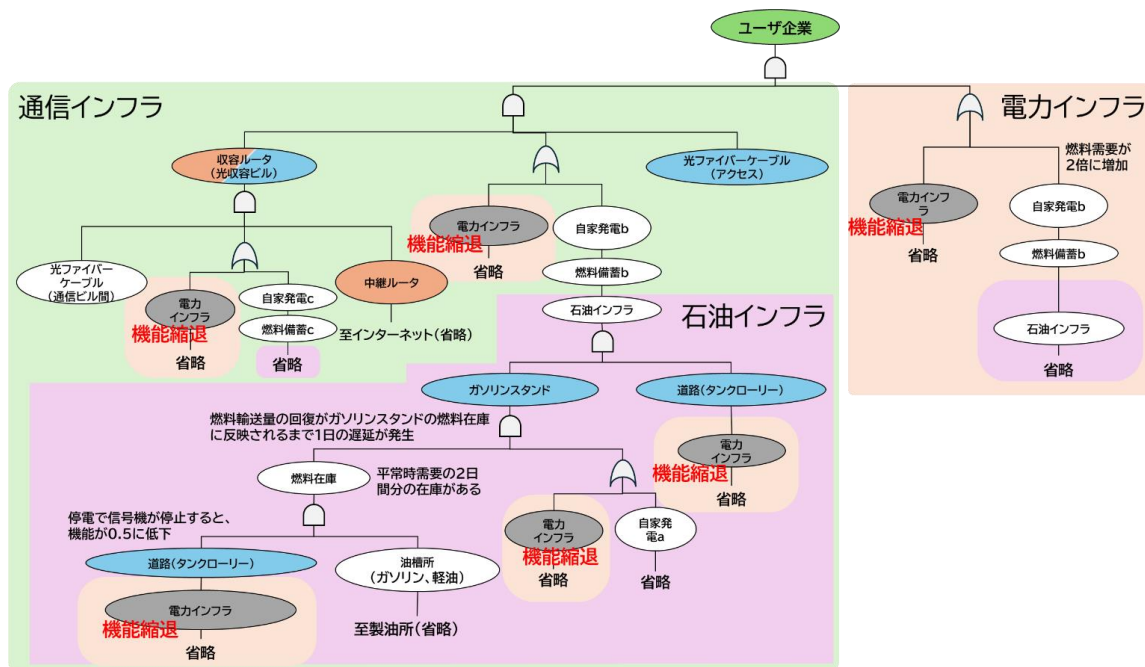 ユーザ企業
通信インフラ
電力インフラ
収容ルータ
(光収容ビル)
光ファイバーケーブル
(アクセス)
燃料需要が
2倍に増加
電力インフラ
機能縮退
省略
自家発電b
電力インフ
ラ
機能縮退
省略
自家発電b
燃料備蓄b
燃料備蓄b
光ファイバー
ケーブル
(通信ビル間)
電力
インフラ
機能縮退
省略
自家発電c
燃料備蓄c
省略
中継ルータ
至インターネット(省略)
石油インフラ
石油インフラ
石油インフラ
省略
ガソリンスタンド
道路(タンクローリー)
燃料輸送量の回復がガソリンスタンドの燃料在庫
に反映されるまで1日の遅延が発生
電力
インフラ
機能縮退
省略
燃料在庫
平常時需要の2日
間分の在庫がある
停電で信号機が停止すると、
機能が0.5に低下
電力
インフラ
機能縮退
省略
自家発
電a
省略
道路(タンクローリー)
油槽所
(ガソリン、軽油)
電力インフラ
機能縮退
省略
至製油所(省略)